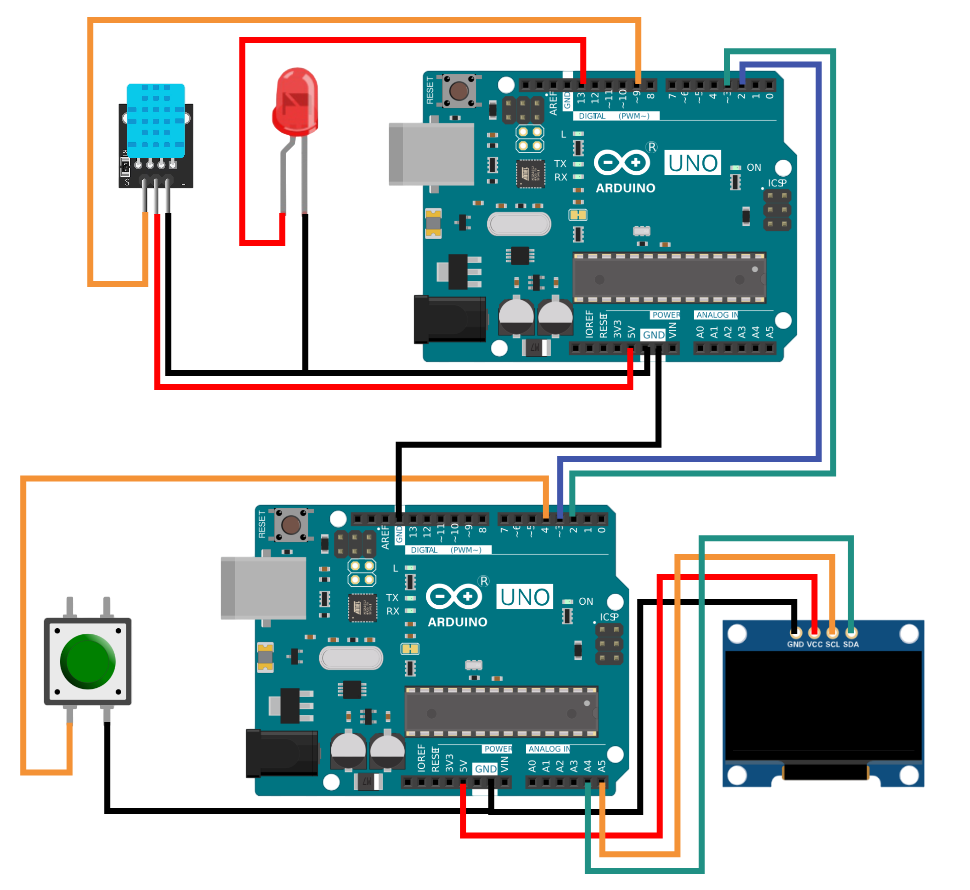 RESET
AREF
GND
13
12
~11
~10
~9
8
7
~6
~5
4
~3
2
1
0
DIGITAL (PWM~)
L
TX
RX
R
UNO
ARDUINO
ON
ICSP
IOREF
RESET
3V3
5V
POWER
GND
VIN
ANALOG IN
A0
A1
A2
A3
A4
A5
RESET
AREF
GND
13
12
~11
~10
~9
8
7
~6
~5
4
~3
2
1
0
DIGITAL (PWM~)
L
TX
RX
R
UNO
ARDUINO
ON
ICSP
GND VCC SCL SDA
IOREF
RESET
3V3
5V
POWER
GND
VIN
ANALOG IN
A0
A1
A2
A3
A4
A5